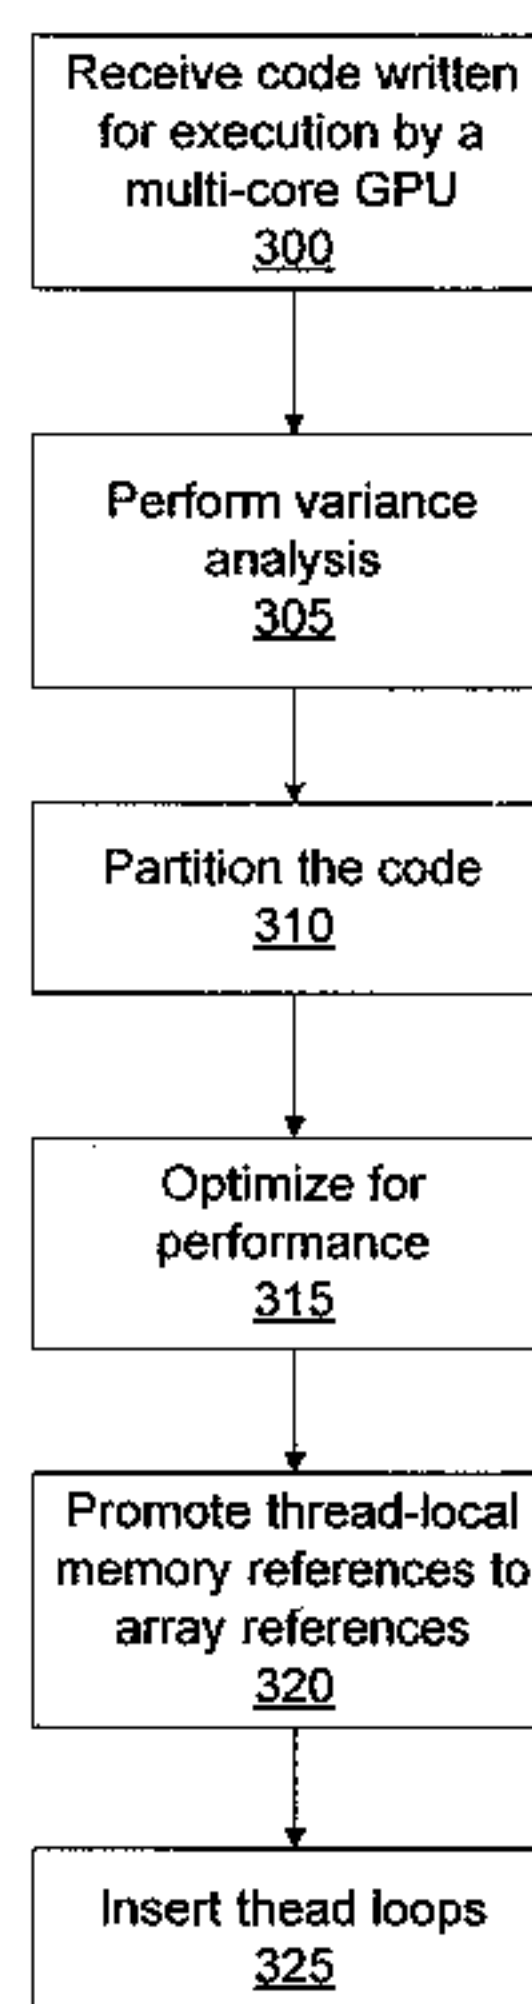 Receive code written
for execution by a
multi-core GPU
300
Perform variance
analysis
305
Partition the code
310
Optimize for
performance
315
Promote thread-local
memory references to
array references
320
Insert thead loops
325